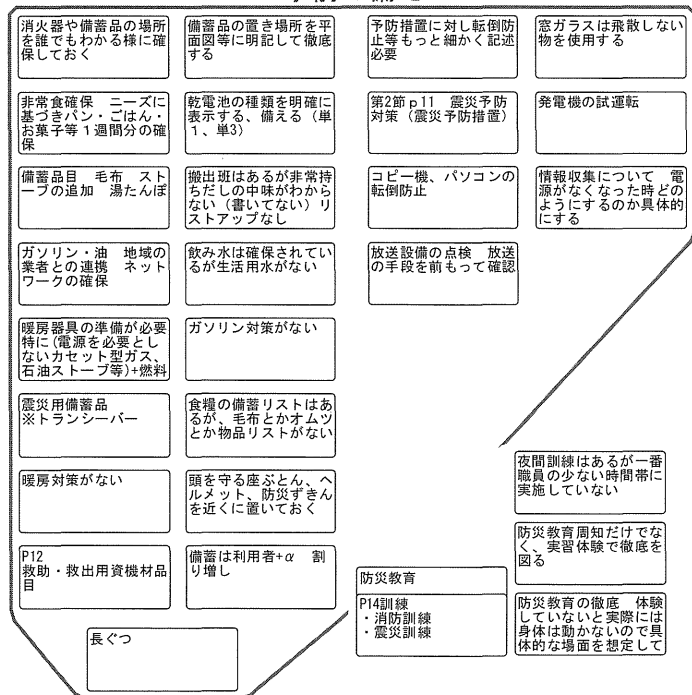 消火器や備蓄品の場所
を誰でもわかる様に確
保しておく
備蓄品の置き場所を平
面図等に明記して徹底
する
予防措置に対し転倒防
止等もっと細かく記述
必要
窓ガラスは飛散しない
物を使用する
非常食確保 ニーズに
基づきパン・ごはん・
お菓子等1週間分の確
保
乾電池の種類を明確に
表示する、備える（単
1、単3）
第2節p11 震災予防
対策（震災予防措置）
発電機の試運転
備蓄品目 毛布 スト
ーブの追加 湯たんぽ
搬出班はあるが非常持
ちだしの中味がわから
ない（書いてない）リ
ストアップなし
コピー機、パソコンの
転倒防止
情報収集について 電
源がなくなった時どの
ようにするのか具体的
にする
ガソリン・油 地域の
業者との連携 ネット
ワークの確保
飲み水は確保されてい
るが生活用水がない
放送設備の点検 放送
の手段を前もって確認
暖房器具の準備が必要
特に(電源を必要とし
ないカセット型ガス、
石油ストーブ等)+燃料
ガソリン対策がない
震災用備蓄品
※トランシーバー
食糧の備蓄リストはあ
るが、毛布とかオムツ
とか物品リストがない
暖房対策がない
頭を守る座ぶとん、ヘ
ルメット、防災ずきん
を近くに置いておく
夜間訓練はあるが一番
職員の少ない時間帯に
実施していない
P12
救助・救出用資機材品
目
備蓄は利用者+α 割
り増し
防災教育周知だけでな
く、実習体験で徹底を
図る
防災教育
P14訓練
・消防訓練
・震災訓練
防災教育の徹底 体験
していないと実際には
身体は動かないので具
体的な場面を想定して
長ぐつ